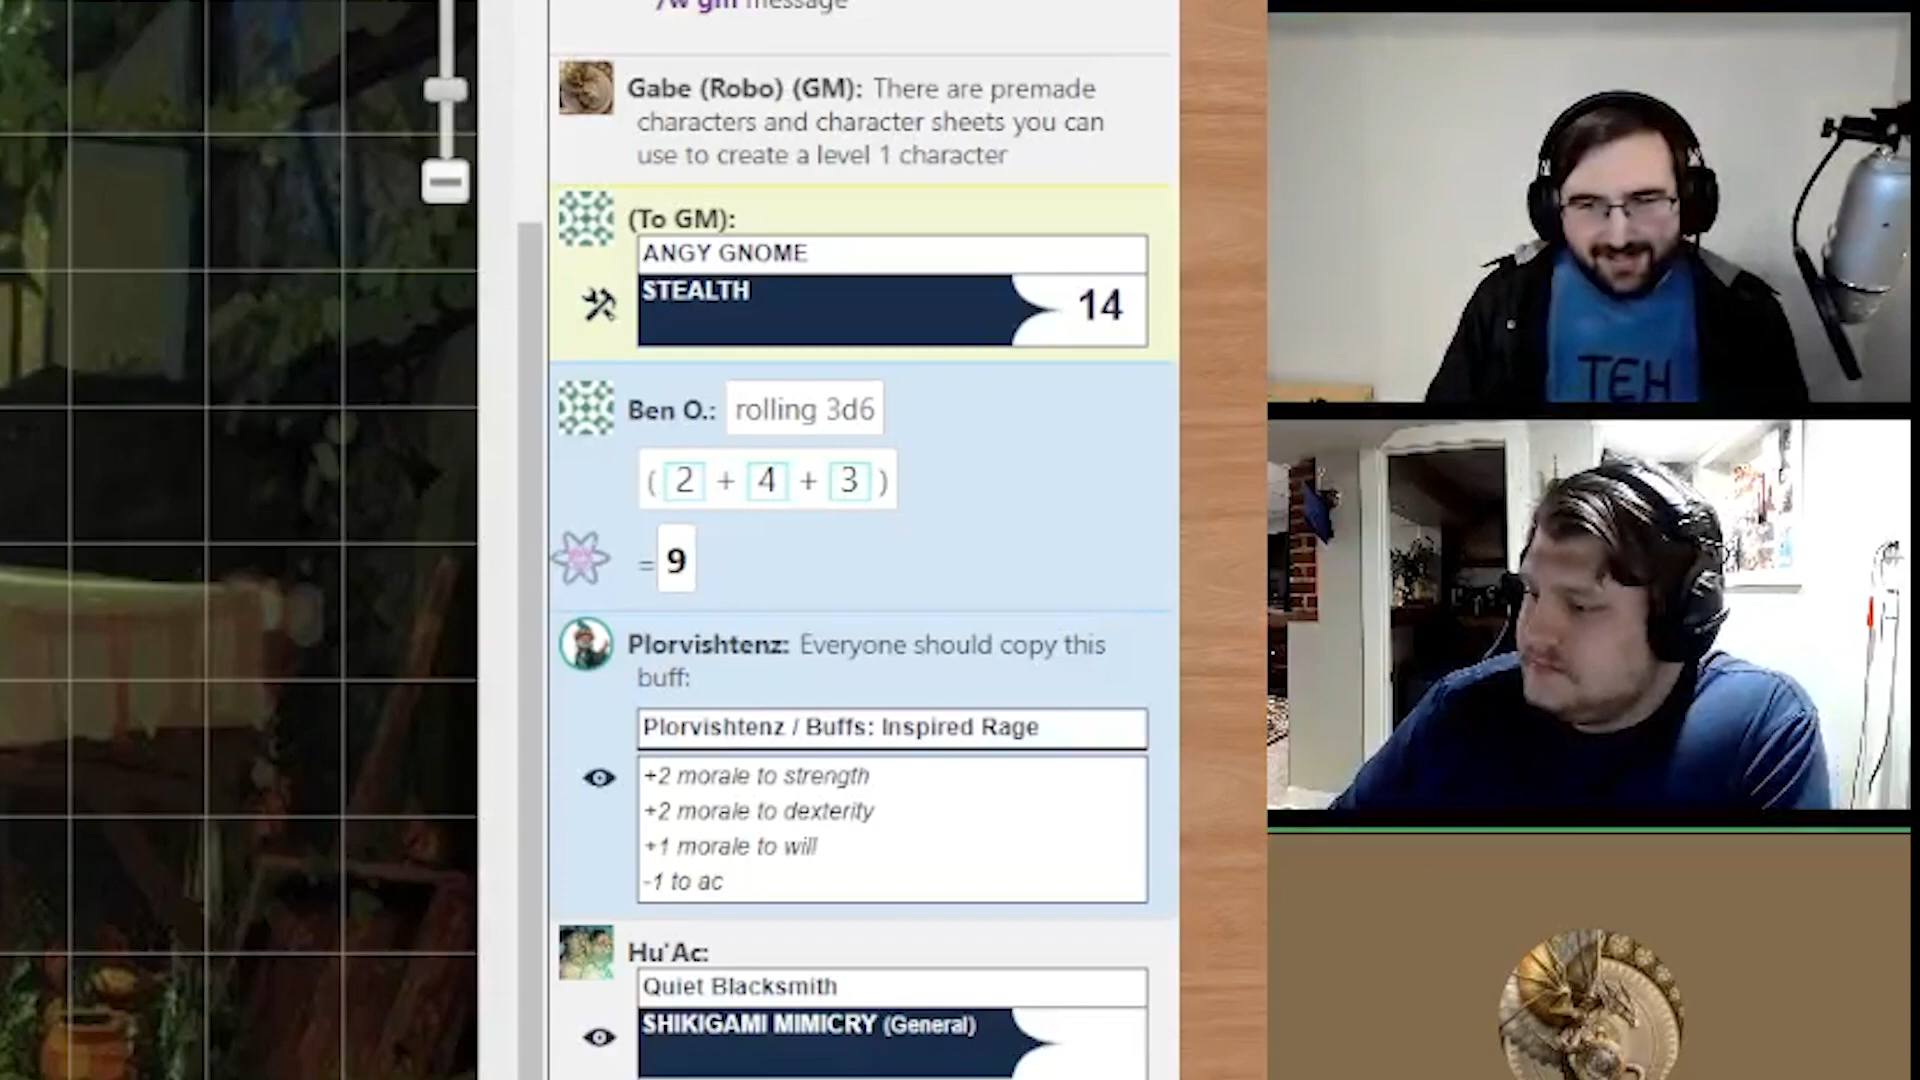 /w gm message
Gabe (Robo) (GM): There are premade
characters and character sheets you can
use to create a level 1 character
(To GM):
ANGY GNOME
STEALTH
14
Ben O.: rolling 3d6
( 2 + 4 + 3 )
= 9
Plorvishtenz: Everyone should copy this
buff:
Plorvishtenz / Buffs: Inspired Rage
+2 morale to strength
+2 morale to dexterity
+1 morale to will
-1 to ac
Hu'Ac:
Quiet Blacksmith
SHIKIGAMI MIMICRY (General)
TEH